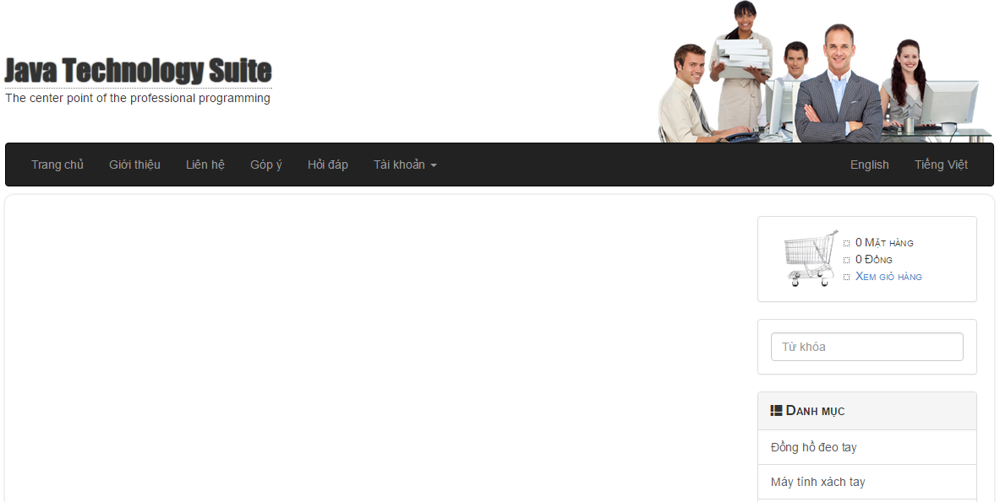 Java Technology Suite
The center point of the professional programming
Trang chủ Giới thiệu Liên hệ Góp ý Hỏi đáp Tài khoản English Tiếng Việt
0 Mặt hàng
0 Đồng
Xem giỏ hàng
Từ khóa
Danh mục
Đồng hồ đeo tay
Máy tính xách tay